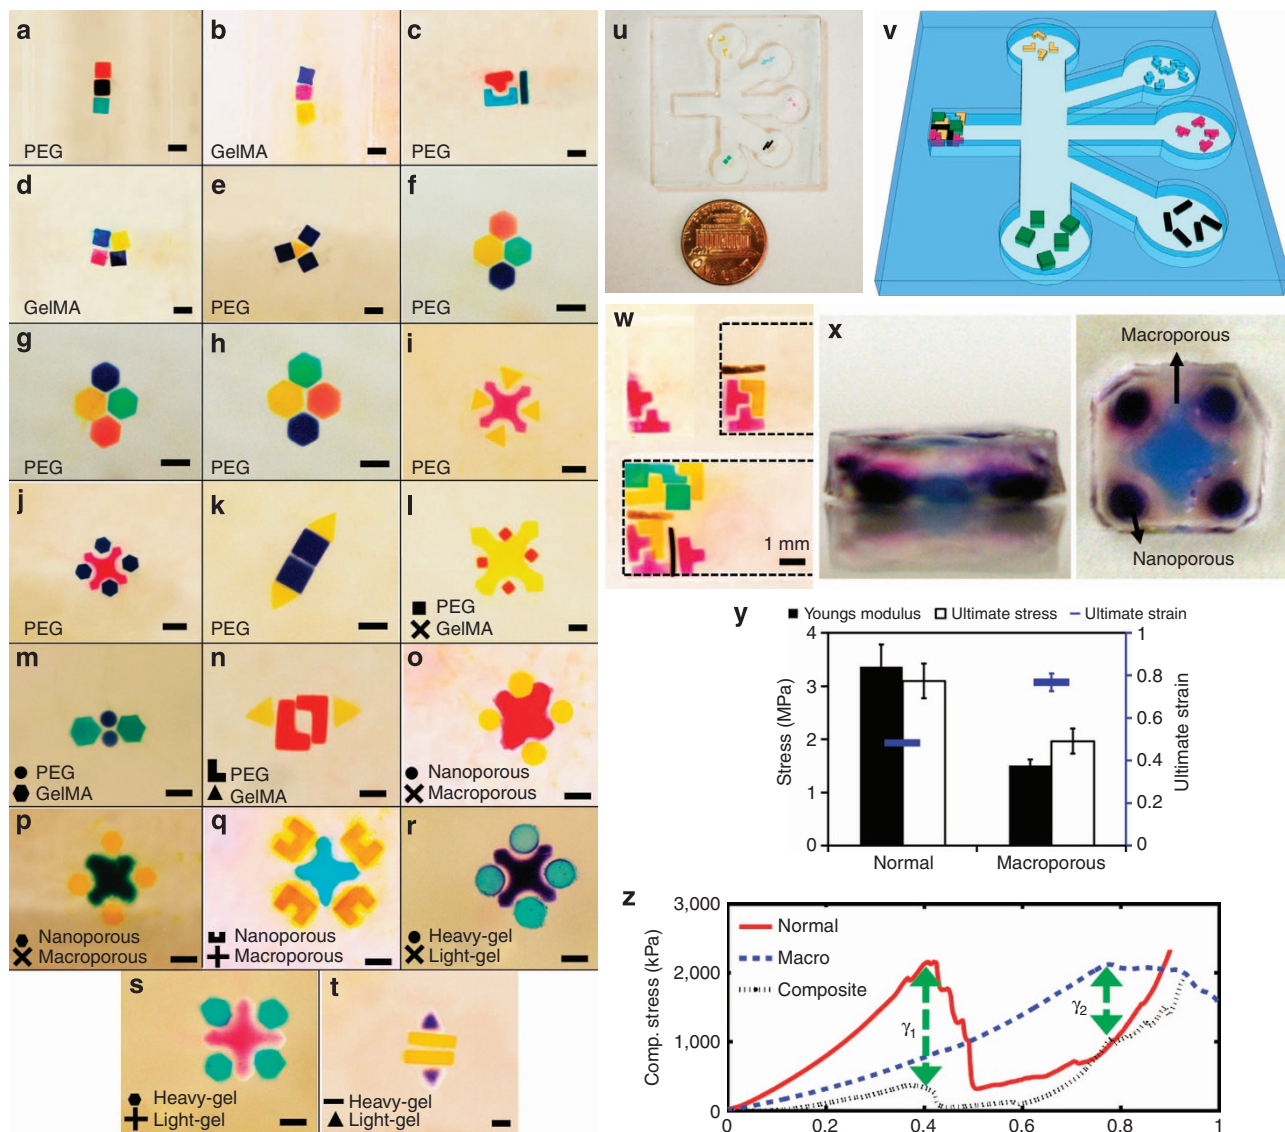 a
PEG
b
GelMA
c
d
GelMA
e
PEG
f
PEG
g
PEG
h
PEG
i
j
PEG
k
PEG
l
PEG
GelMA
m
PEG
GelMA
n
PEG
GelMA
o
Nanoporous
Macroporous
p
Nanoporous
Macroporous
q
Nanoporous
Macroporous
r
Heavy-gel
Light-gel
s
Heavy-gel
Light-gel
t
Heavy-gel
Light-gel
u
v
w
1 mm
x
Macroporous
Nanoporous
y
Youngs modulus Ultimate stress Ultimate strain
Stress (MPa)
4
3
2
1
0
Normal Macroporous
1
0.8
0.6
0.4
0.2
0
Ultimate strain
z
Comp. stress (kPa)
3,000
2,000
1,000
0
Normal
Macro
Composite
γ1
γ2
0 0.2 0.4 0.6 0.8 1